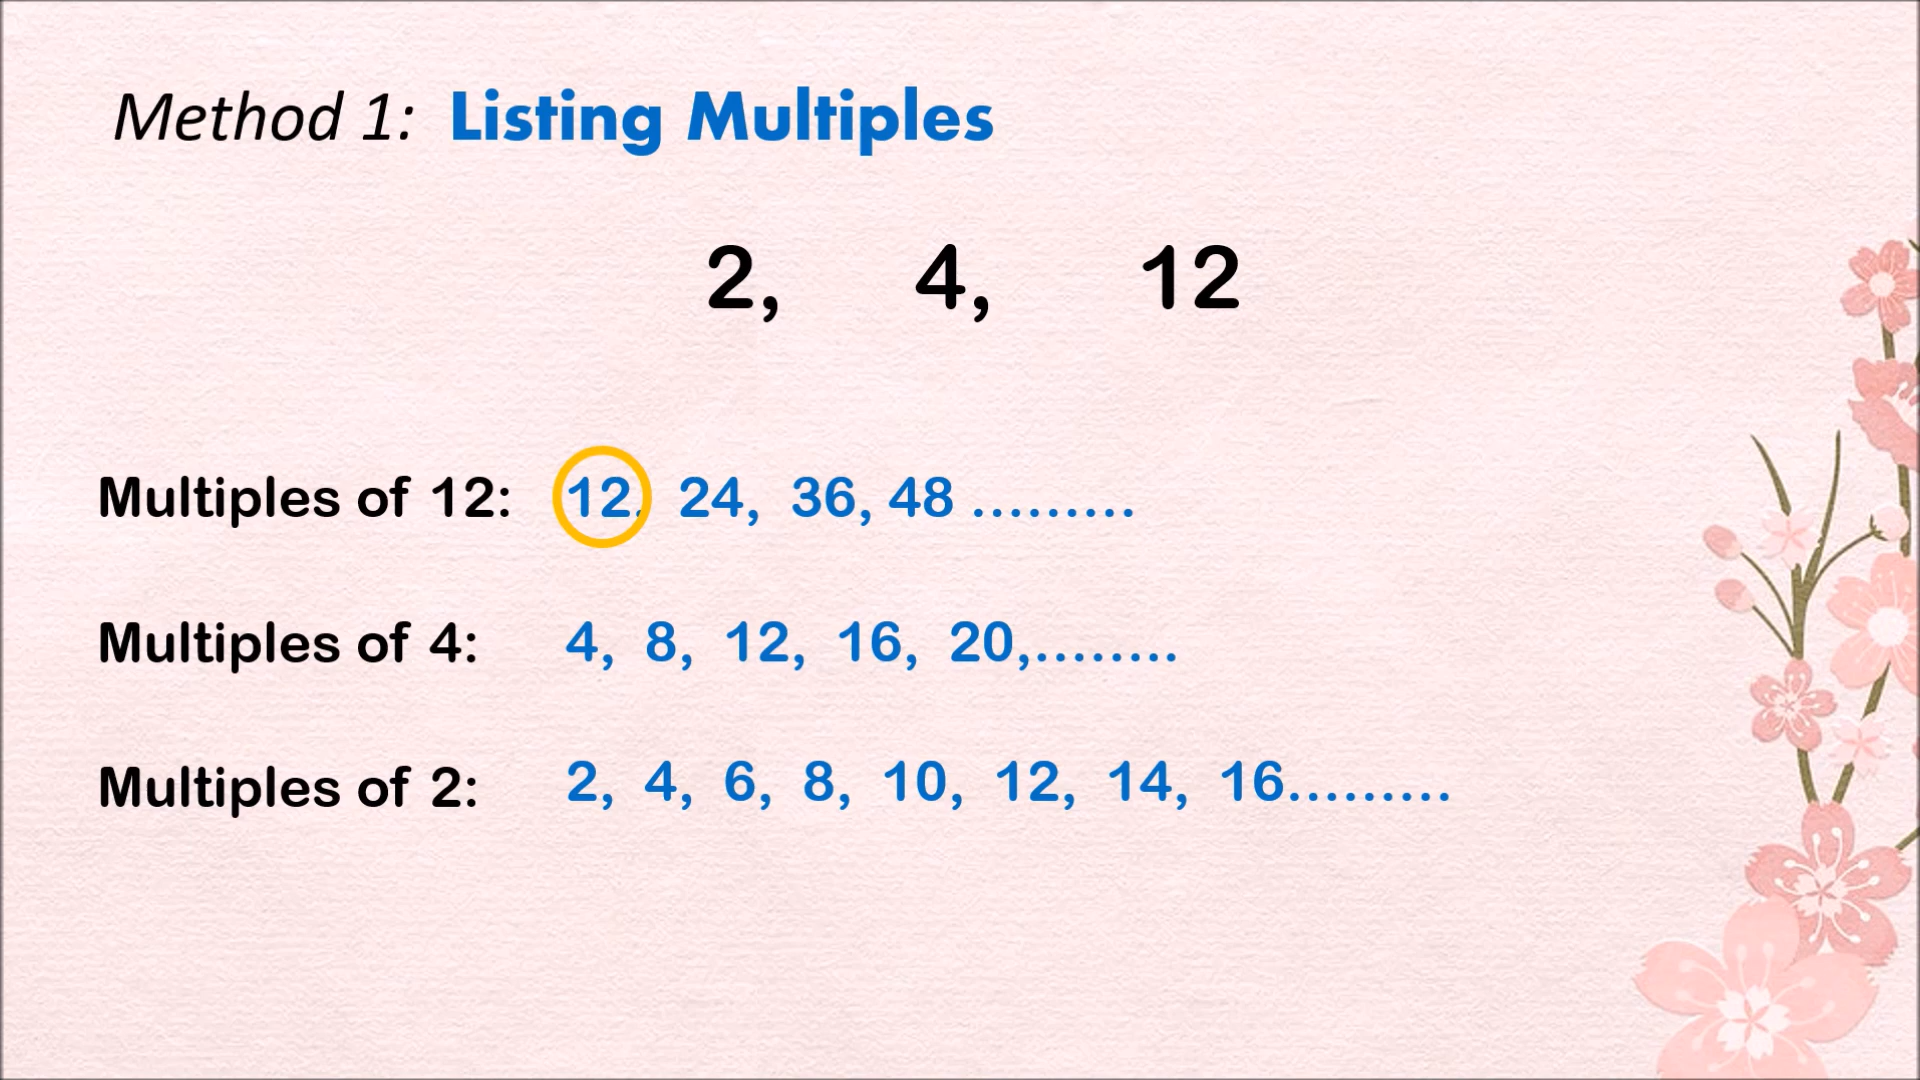 Method 1: Listing Multiples
2, 4, 12
Multiples of 12: 12, 24, 36, 48 .........
Multiples of 4: 4, 8, 12, 16, 20,........
Multiples of 2: 2, 4, 6, 8, 10, 12, 14, 16.........